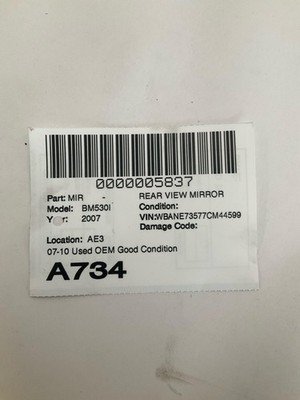 0000005837
Part: MIR - REAR VIEW MIRROR
Model: BM530I Condition:
Year: 2007 VIN:WBANE73577CM44599
Damage Code:
Location: AE3
07-10 Used OEM Good Condition
A734